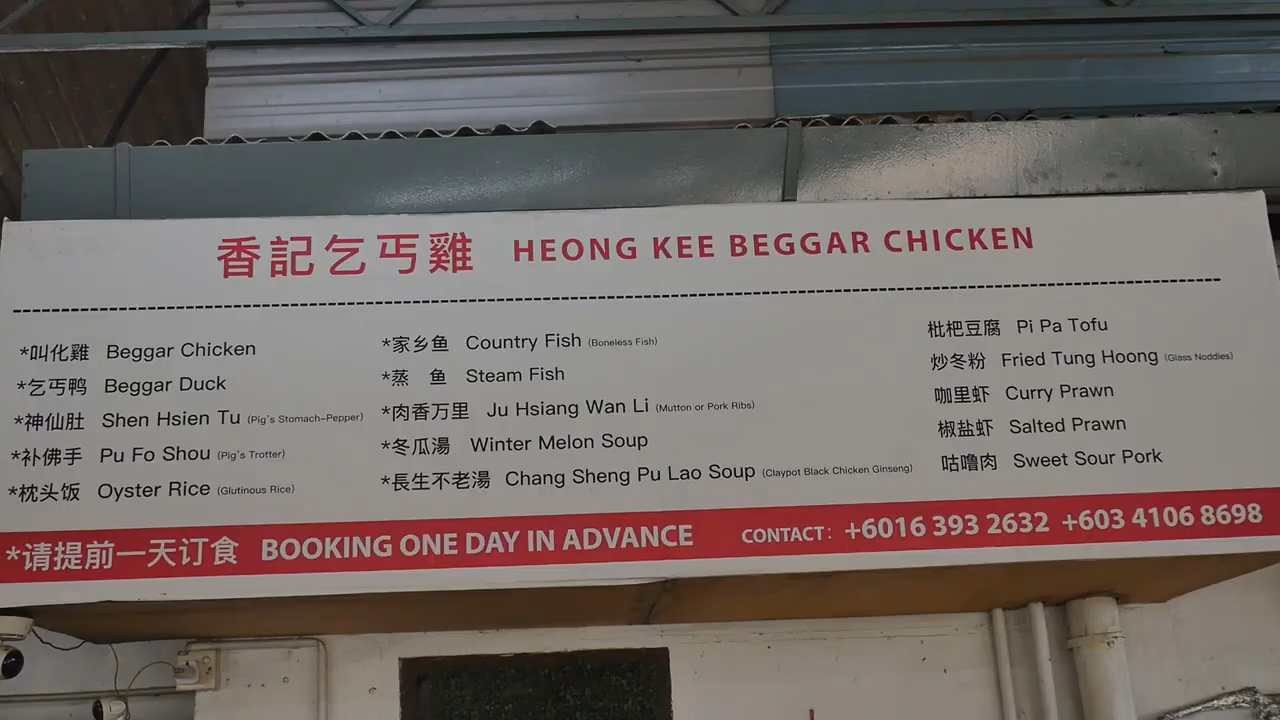 香記乞丐雞 HEONG KEE BEGGAR CHICKEN
*叫化雞 Beggar Chicken
*乞丐鸭 Beggar Duck
*神仙肚 Shen Hsien Tu (Pig's Stomach-Pepper)
*补佛手 Pu Fo Shou (Pig's Trotter)
*枕头饭 Oyster Rice (Glutinous Rice)
*家乡鱼 Country Fish (Boneless Fish)
*蒸 鱼 Steam Fish
*肉香万里 Ju Hsiang Wan Li (Mutton or Pork Ribs)
*冬瓜湯 Winter Melon Soup
*長生不老湯 Chang Sheng Pu Lao Soup (Claypot Black Chicken Ginseng)
枇杷豆腐 Pi Pa Tofu
炒冬粉 Fried Tung Hoong (Glass Noddles)
咖里虾 Curry Prawn
椒盐虾 Salted Prawn
咕噜肉 Sweet Sour Pork
*请提前一天订食 BOOKING ONE DAY IN ADVANCE CONTACT: +6016 393 2632 +603 4106 8698